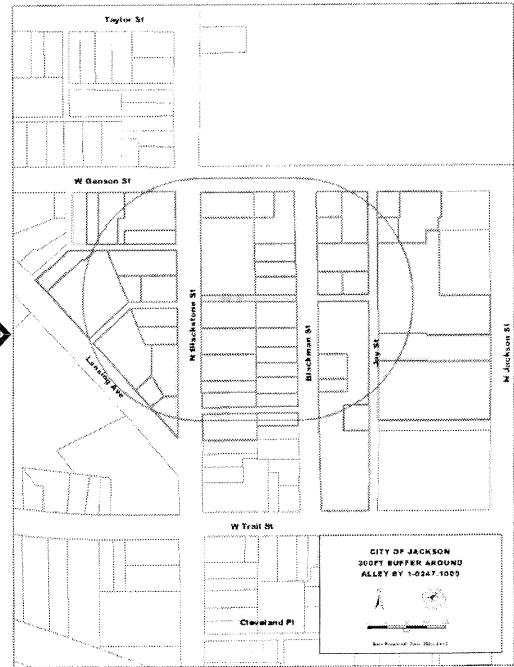 Taylor St
W Ganson St
N Blackstone St
Blackman St
Jay St
N Jackson St
Lansing Ave
W Trail St
Cleveland Pl
CITY OF JACKSON
300FT BUFFER AROUND
ALLEY BY 1-0247.1000